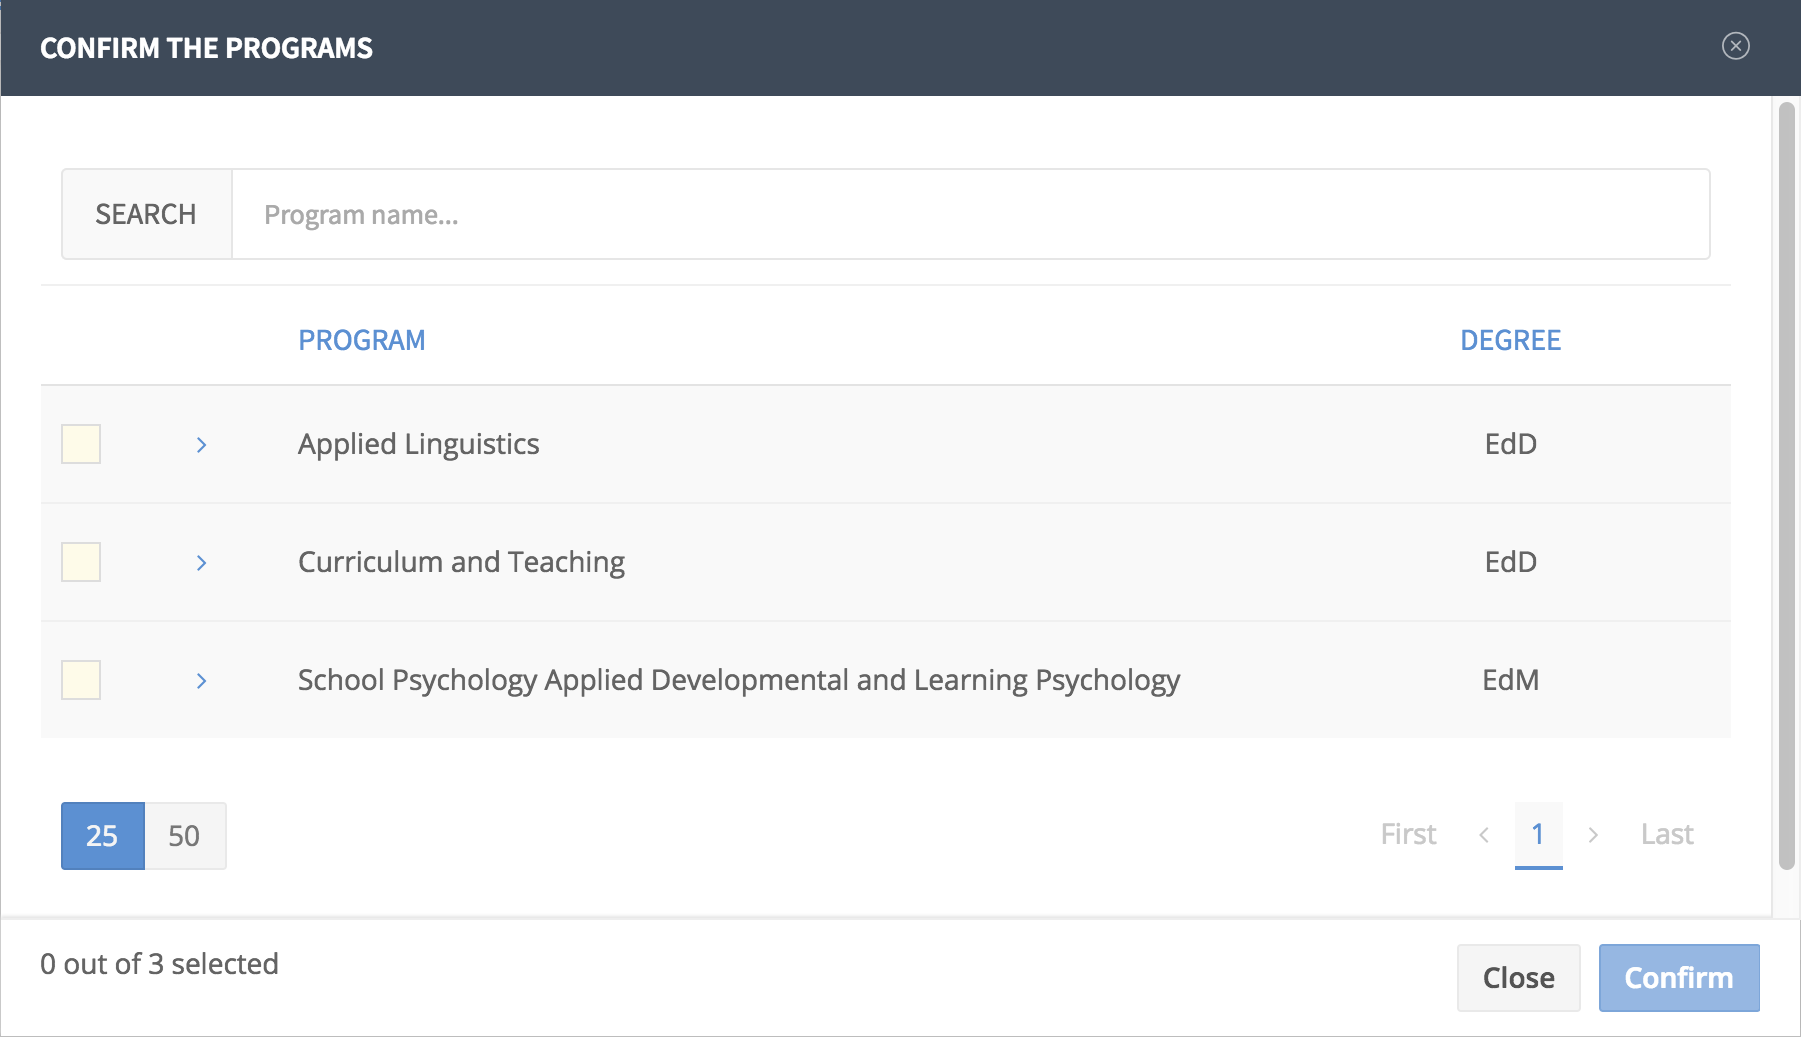 CONFIRM THE PROGRAMS
SEARCH Program name...
PROGRAM DEGREE
Applied Linguistics EdD
Curriculum and Teaching EdD
School Psychology Applied Developmental and Learning Psychology EdM
25 50 First < 1 > Last
0 out of 3 selected Close Confirm